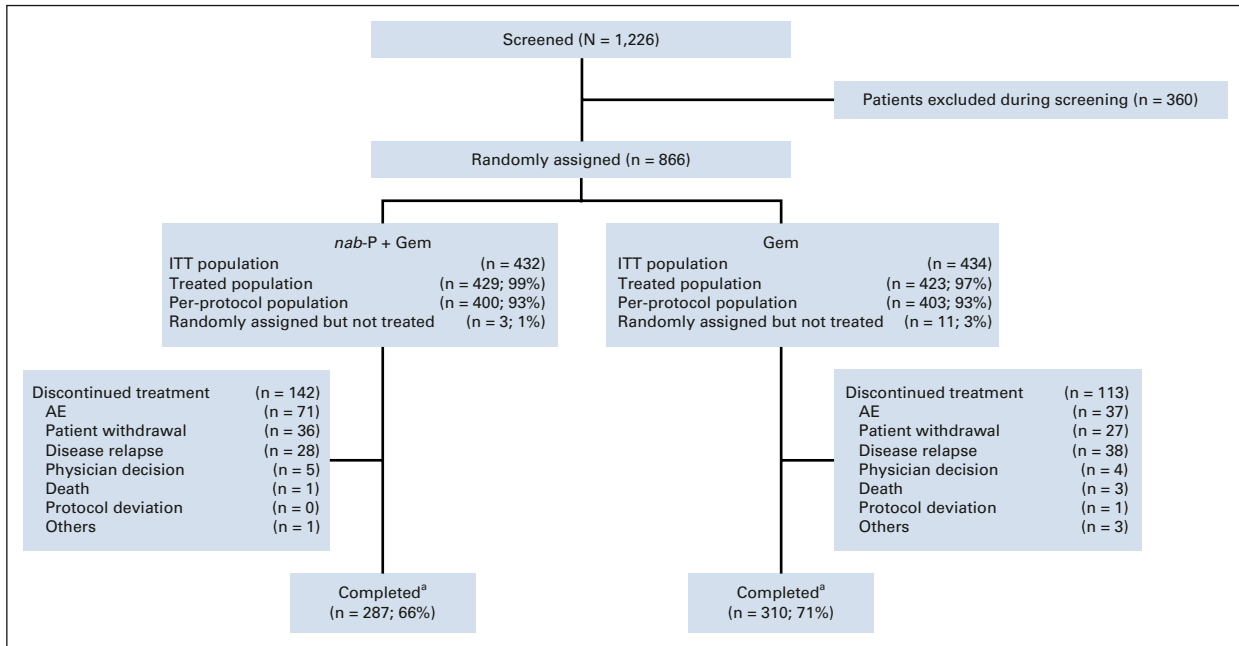 Screened (N = 1,226)
Patients excluded during screening (n = 360)
Randomly assigned (n = 866)
nab-P + Gem
ITT population (n = 432)
Treated population (n = 429; 99%)
Per-protocol population (n = 400; 93%)
Randomly assigned but not treated (n = 3; 1%)
Gem
ITT population (n = 434)
Treated population (n = 423; 97%)
Per-protocol population (n = 403; 93%)
Randomly assigned but not treated (n = 11; 3%)
Discontinued treatment (n = 142)
AE (n = 71)
Patient withdrawal (n = 36)
Disease relapse (n = 28)
Physician decision (n = 5)
Death (n = 1)
Protocol deviation (n = 0)
Others (n = 1)
Discontinued treatment (n = 113)
AE (n = 37)
Patient withdrawal (n = 27)
Disease relapse (n = 38)
Physician decision (n = 4)
Death (n = 3)
Protocol deviation (n = 1)
Others (n = 3)
Completedᵃ
(n = 287; 66%)
Completedᵃ
(n = 310; 71%)